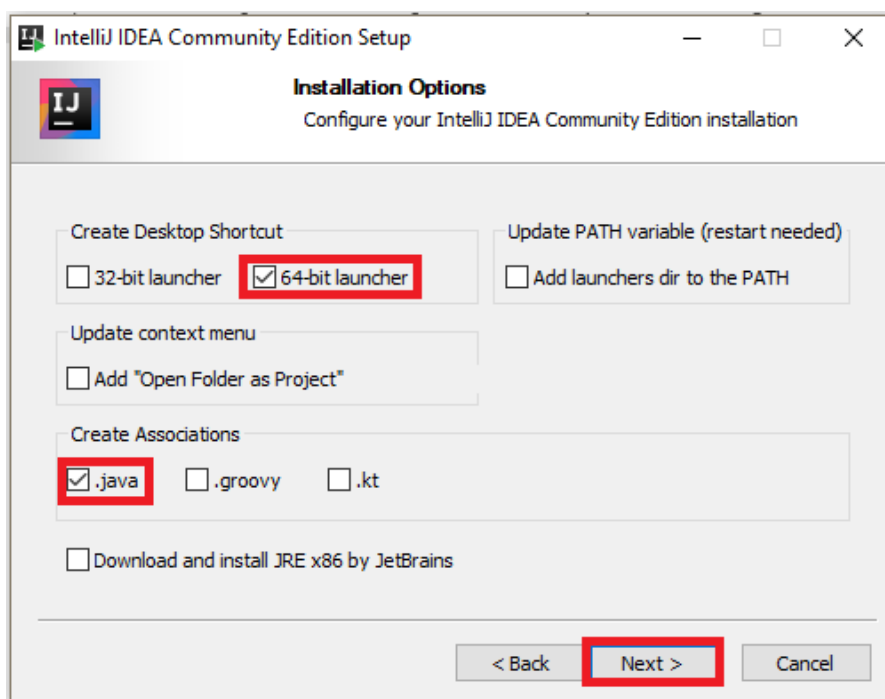 IJ IntelliJ IDEA Community Edition Setup
IJ
Installation Options
Configure your IntelliJ IDEA Community Edition installation
Create Desktop Shortcut
32-bit launcher 64-bit launcher
Update PATH variable (restart needed)
Add launchers dir to the PATH
Update context menu
Add "Open Folder as Project"
Create Associations
.java .groovy .kt
Download and install JRE x86 by JetBrains
< Back Next > Cancel